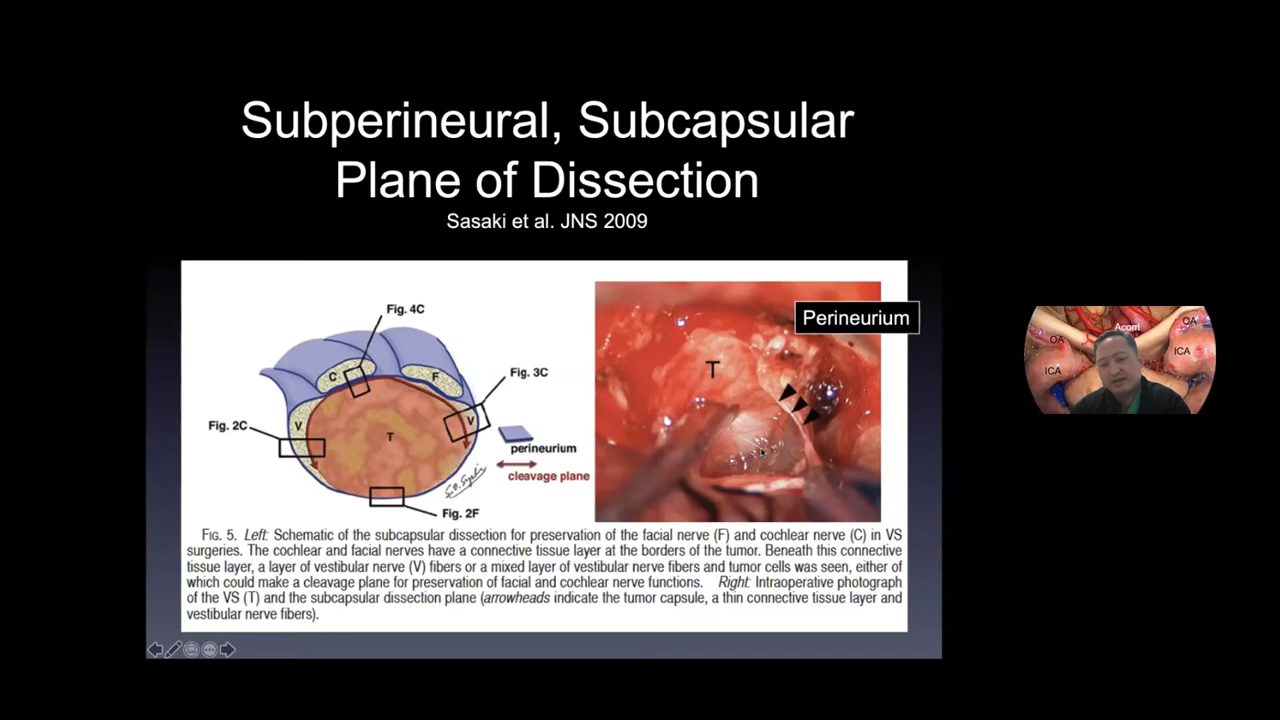 Subperineural, Subcapsular
Plane of Dissection
Sasaki et al. JNS 2009
Fig. 4C
C
F
Fig. 3C
V
V
Fig. 2C
T
perineurium
cleavage plane
Fig. 2F
Perineurium
T
FIG. 5. Left: Schematic of the subcapsular dissection for preservation of the facial nerve (F) and cochlear nerve (C) in VS
surgeries. The cochlear and facial nerves have a connective tissue layer at the borders of the tumor. Beneath this connective
tissue layer, a layer of vestibular nerve (V) fibers or a mixed layer of vestibular nerve fibers and tumor cells was seen, either of
which could make a cleavage plane for preservation of facial and cochlear nerve functions. Right: Intraoperative photograph
of the VS (T) and the subcapsular dissection plane (arrowheads indicate the tumor capsule, a thin connective tissue layer and
vestibular nerve fibers).
OA
Acom
OA
ICA
ICA